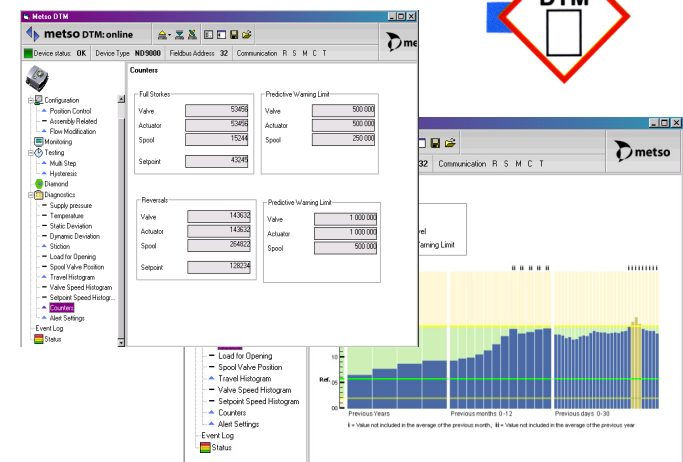 DTM
Metso DTM
metso DTM: online
Device status: OK Device Type ND9000 Fieldbus Address 32 Communication R S M C T
Counters
Configuration
Position Control
Assembly Related
Flow Modification
Monitoring
Testing
Multi Step
Hysteresis
Diamond
Diagnostics
Supply pressure
Temperature
Static Deviation
Dynamic Deviation
Stiction
Load for Opening
Spool Valve Position
Travel Histogram
Valve Speed Histogram
Setpoint Speed Histogr...
Counters
Alert Settings
Event Log
Status
Full Storkes
Valve 53456
Actuator 53456
Spool 15244
Setpoint 43245
Predictive Warning Limit
Valve 500 000
Actuator 500 000
Spool 250 000
Reversals
Valve 143632
Actuator 143632
Spool 264822
Setpoint 128234
Predictive Warning Limit
Valve 1 000 000
Actuator 1 000 000
Spool 500 000
metso
32 Communication R S M C T
Load for Opening
Spool Valve Position
Travel Histogram
Valve Speed Histogram
Setpoint Speed Histogram
Counters
Alert Settings
Event Log
Status
10
Ref. 05
00
Previous Years Previous months 0-12 Previous days 0-30
i = Value not included in the average of the previous month, ii = Value not included in the average of the previous year